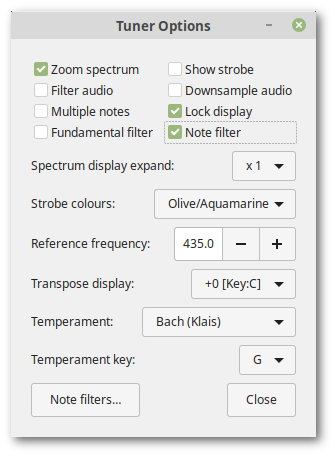 Tuner Options
Zoom spectrum Show strobe
Filter audio Downsample audio
Multiple notes Lock display
Fundamental filter Note filter
Spectrum display expand: x 1
Strobe colours: Olive/Aquamarine
Reference frequency: 435.0
Transpose display: +0 [Key:C]
Temperament: Bach (Klais)
Temperament key: G
Note filters... Close